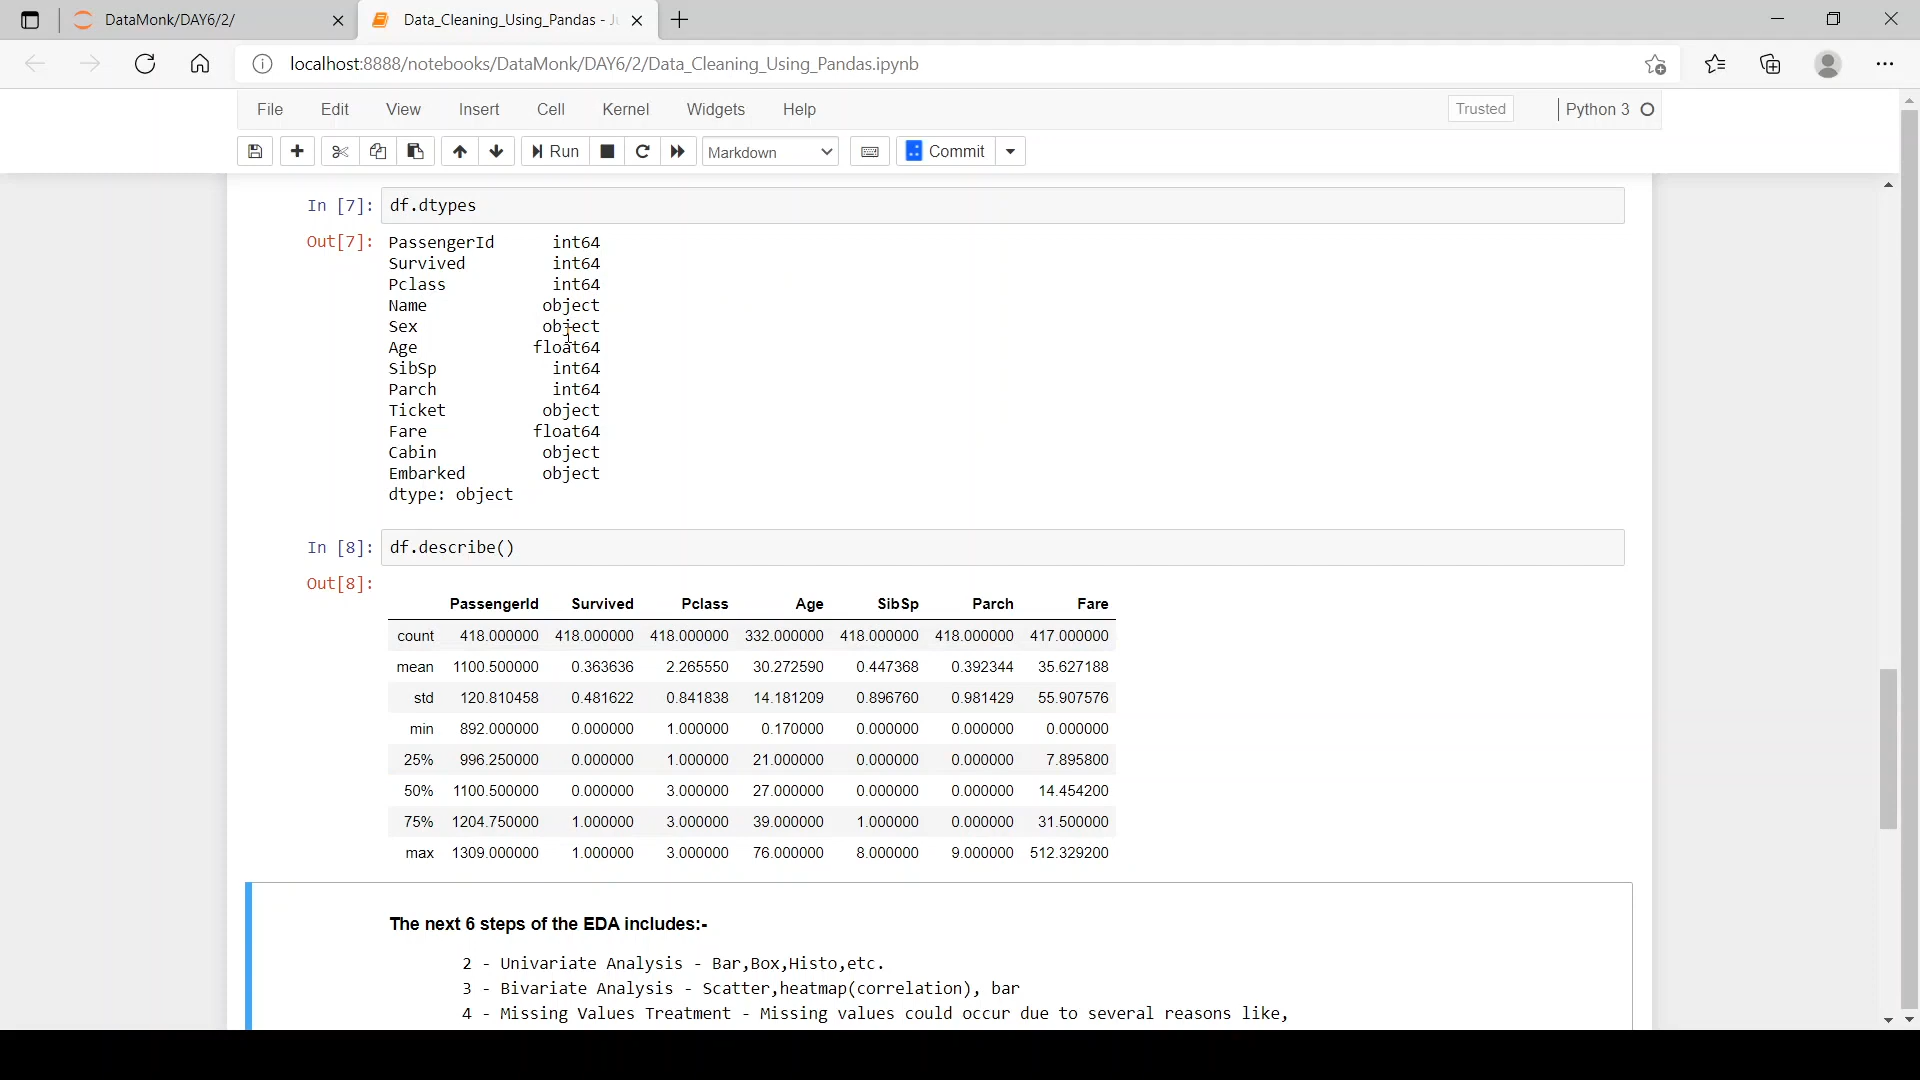 DataMonk/DAY6/2/
Data_Cleaning_Using_Pandas - Ju
localhost:8888/notebooks/DataMonk/DAY6/2/Data_Cleaning_Using_Pandas.ipynb
File Edit View Insert Cell Kernel Widgets Help Trusted Python 3
Run Markdown Commit
In [7]: df.dtypes
Out[7]: PassengerId int64
Survived int64
Pclass int64
Name object
Sex object
Age float64
SibSp int64
Parch int64
Ticket object
Fare float64
Cabin object
Embarked object
dtype: object
In [8]: df.describe()
Out[8]:
PassengerId Survived Pclass Age SibSp Parch Fare
count 418.000000 418.000000 418.000000 332.000000 418.000000 418.000000 417.000000
mean 1100.500000 0.363636 2.265550 30.272590 0.447368 0.392344 35.627188
std 120.810458 0.481622 0.841838 14.181209 0.896760 0.981429 55.907576
min 892.000000 0.000000 1.000000 0.170000 0.000000 0.000000 0.000000
25% 996.250000 0.000000 1.000000 21.000000 0.000000 0.000000 7.895800
50% 1100.500000 0.000000 3.000000 27.000000 0.000000 0.000000 14.454200
75% 1204.750000 1.000000 3.000000 39.000000 1.000000 0.000000 31.500000
max 1309.000000 1.000000 3.000000 76.000000 8.000000 9.000000 512.329200
The next 6 steps of the EDA includes:-
2 - Univariate Analysis - Bar,Box,Histo,etc.
3 - Bivariate Analysis - Scatter,heatmap(correlation), bar
4 - Missing Values Treatment - Missing values could occur due to several reasons like,